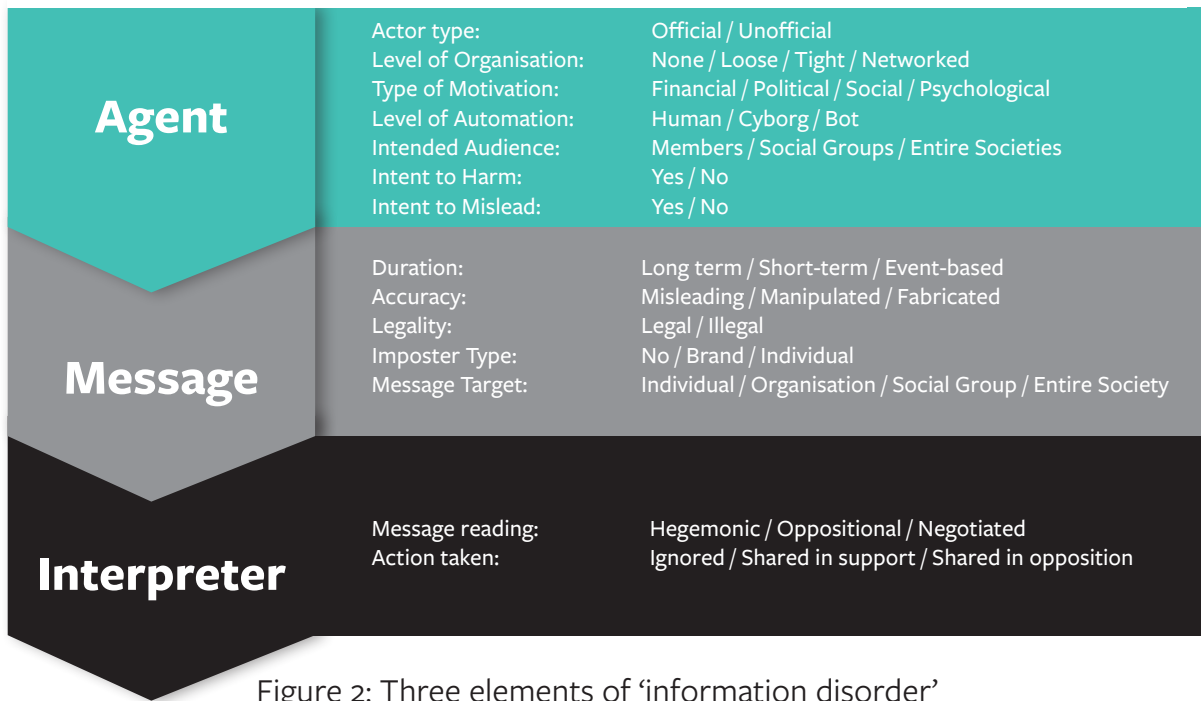 Agent
Actor type: Official / Unofficial
Level of Organisation: None / Loose / Tight / Networked
Type of Motivation: Financial / Political / Social / Psychological
Level of Automation: Human / Cyborg / Bot
Intended Audience: Members / Social Groups / Entire Societies
Intent to Harm: Yes / No
Intent to Mislead: Yes / No
Message
Duration: Long term / Short-term / Event-based
Accuracy: Misleading / Manipulated / Fabricated
Legality: Legal / Illegal
Imposter Type: No / Brand / Individual
Message Target: Individual / Organisation / Social Group / Entire Society
Interpreter
Message reading: Hegemonic / Oppositional / Negotiated
Action taken: Ignored / Shared in support / Shared in opposition
Figure 2: Three elements of ‘information disorder’